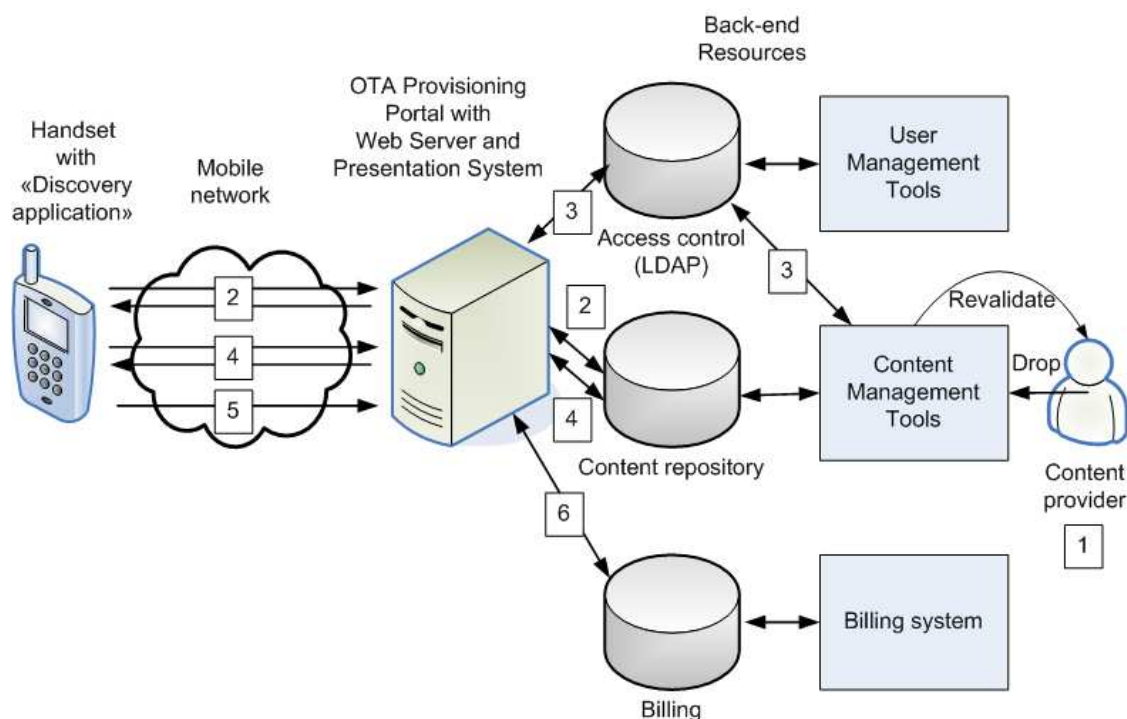 Back-end
Resources
OTA Provisioning
Portal with
Web Server and
Presentation System
Handset
with
«Discovery
application»
Mobile
network
User
Management
Tools
3
Access control
(LDAP)
3
Revalidate
2
2
4
5
4
Content
Management
Tools
Drop
Content repository
Content
provider
1
6
Billing system
Billing